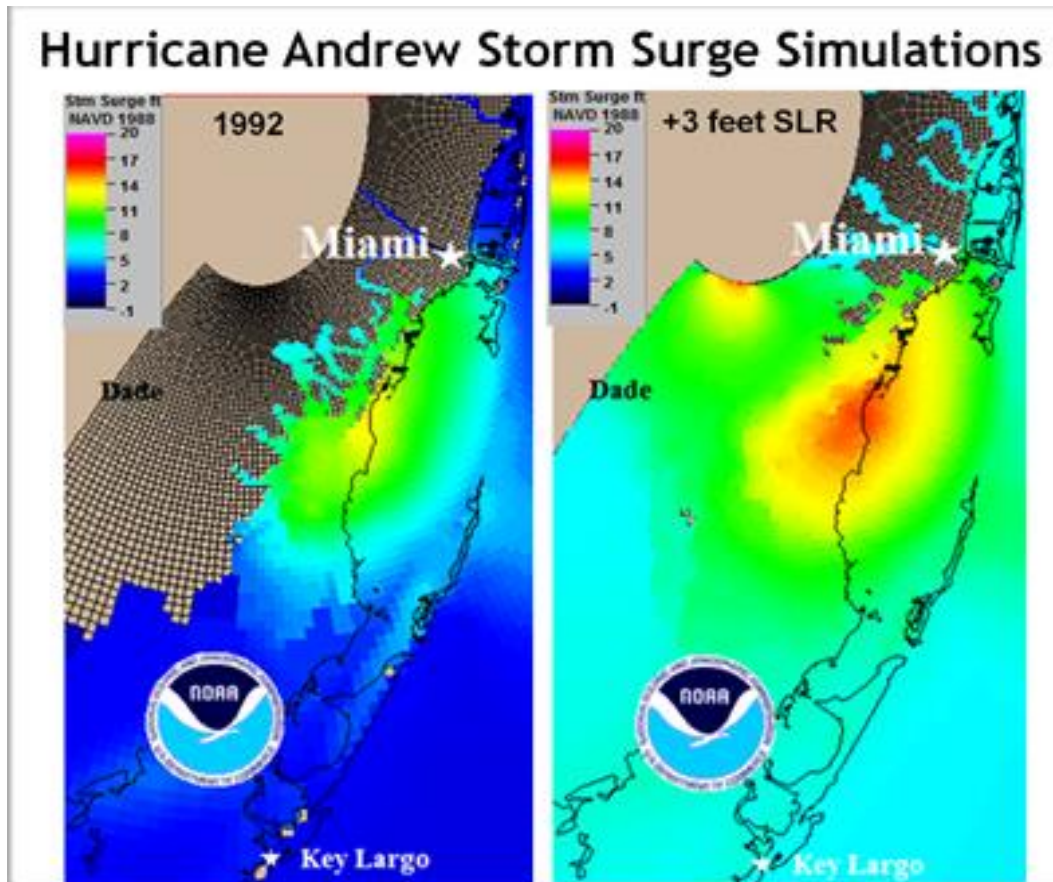 Hurricane Andrew Storm Surge Simulations
Stm Surge ft
NAVD 1988
20
17
14
11
8
5
2
-1
1992
Miami
Dade
NOAA
Key Largo
Stm Surge ft
NAVD 1988
20
17
14
11
8
5
2
-1
+3 feet SLR
Miami
Dade
NOAA
Key Largo